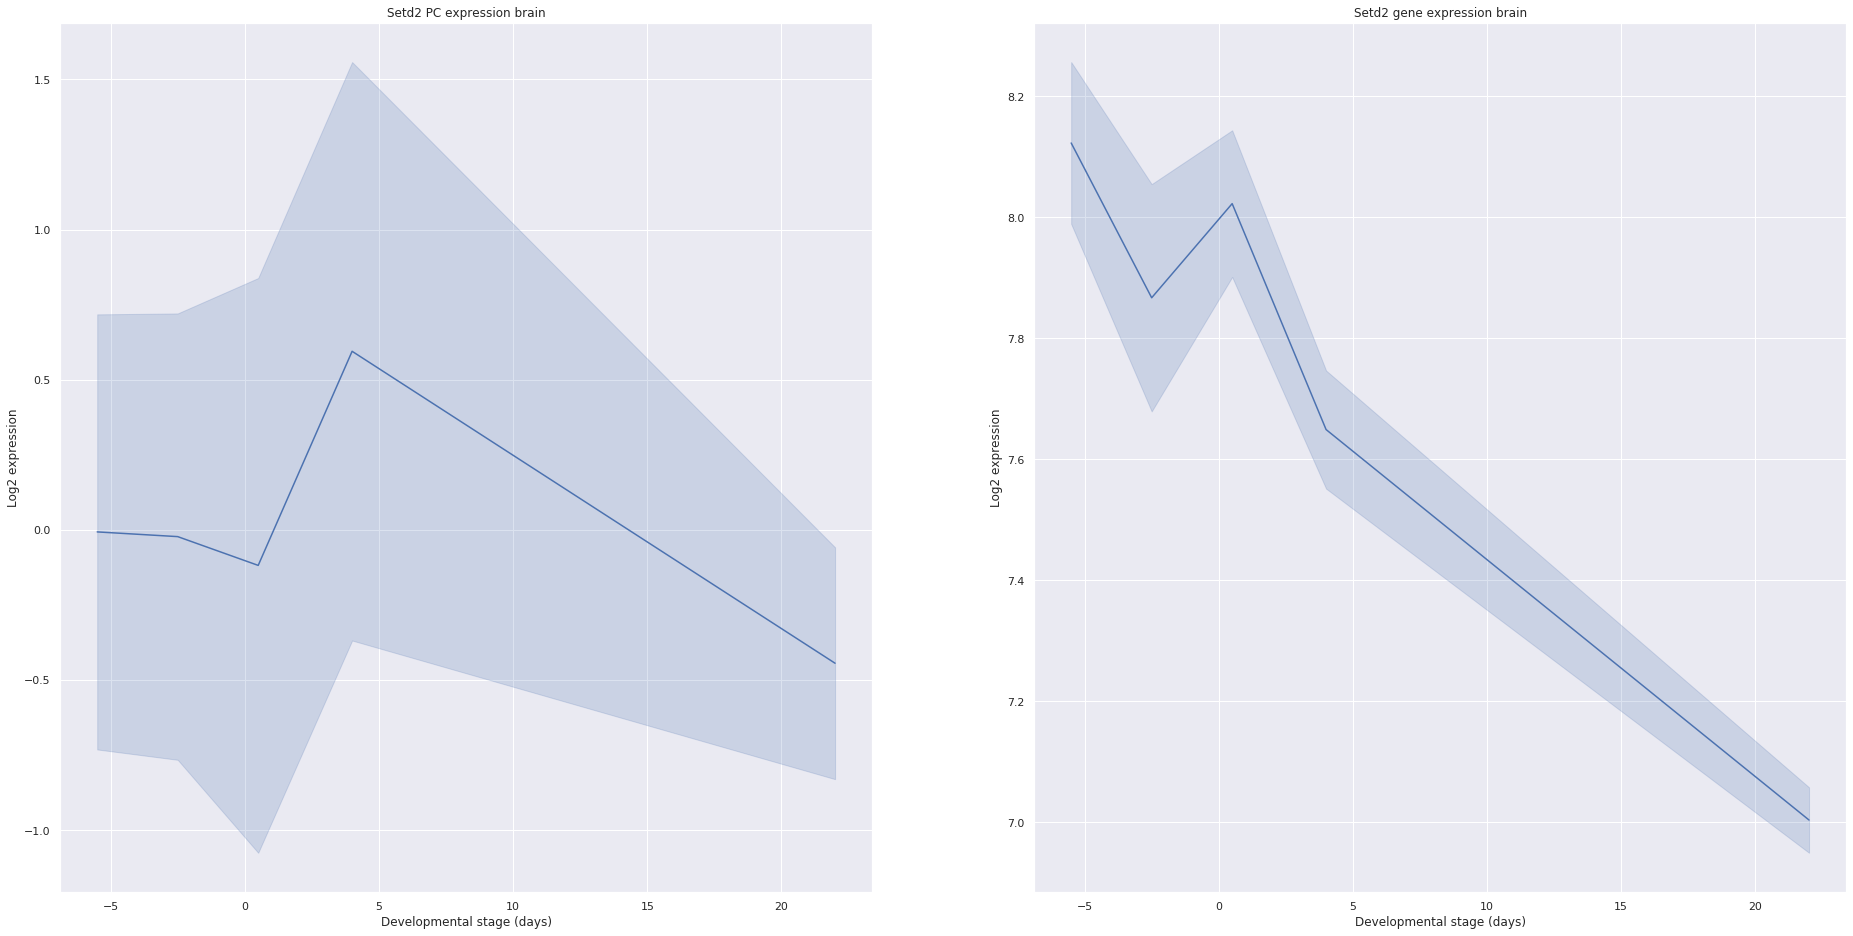 Setd2 PC expression brain
Log2 expression
1.5
1.0
0.5
0.0
−0.5
−1.0
−5 0 5 10 15 20
Developmental stage (days)
Setd2 gene expression brain
Log2 expression
8.2
8.0
7.8
7.6
7.4
7.2
7.0
−5 0 5 10 15 20
Developmental stage (days)